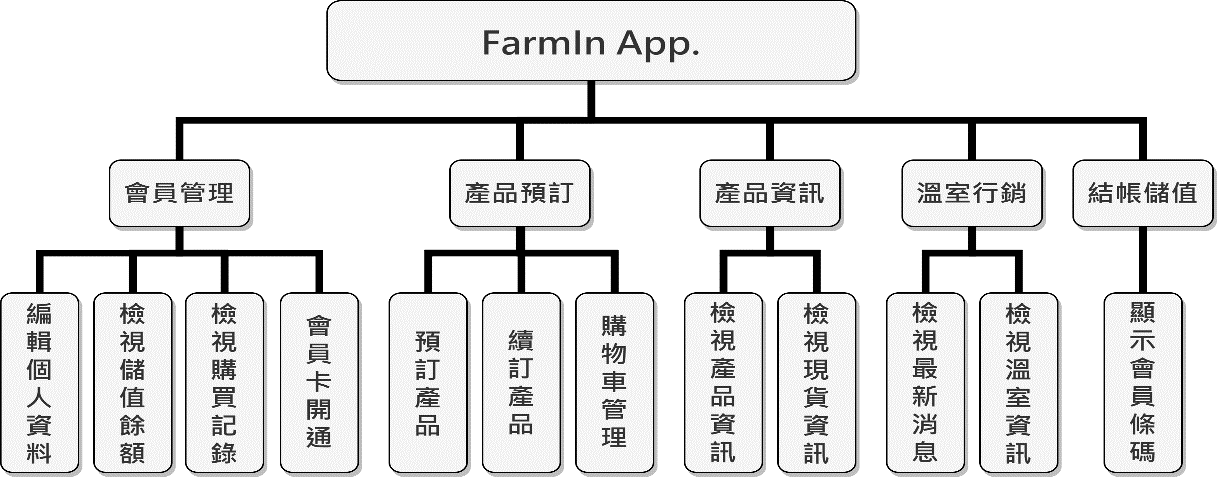 FarmIn App.
會員管理
產品預訂
產品資訊
溫室行銷
結帳儲值
編輯個人資料
檢視儲值餘額
檢視購買記錄
會員卡開通
預訂產品
續訂產品
購物車管理
檢視產品資訊
檢視現貨資訊
檢視最新消息
檢視溫室資訊
顯示會員條碼